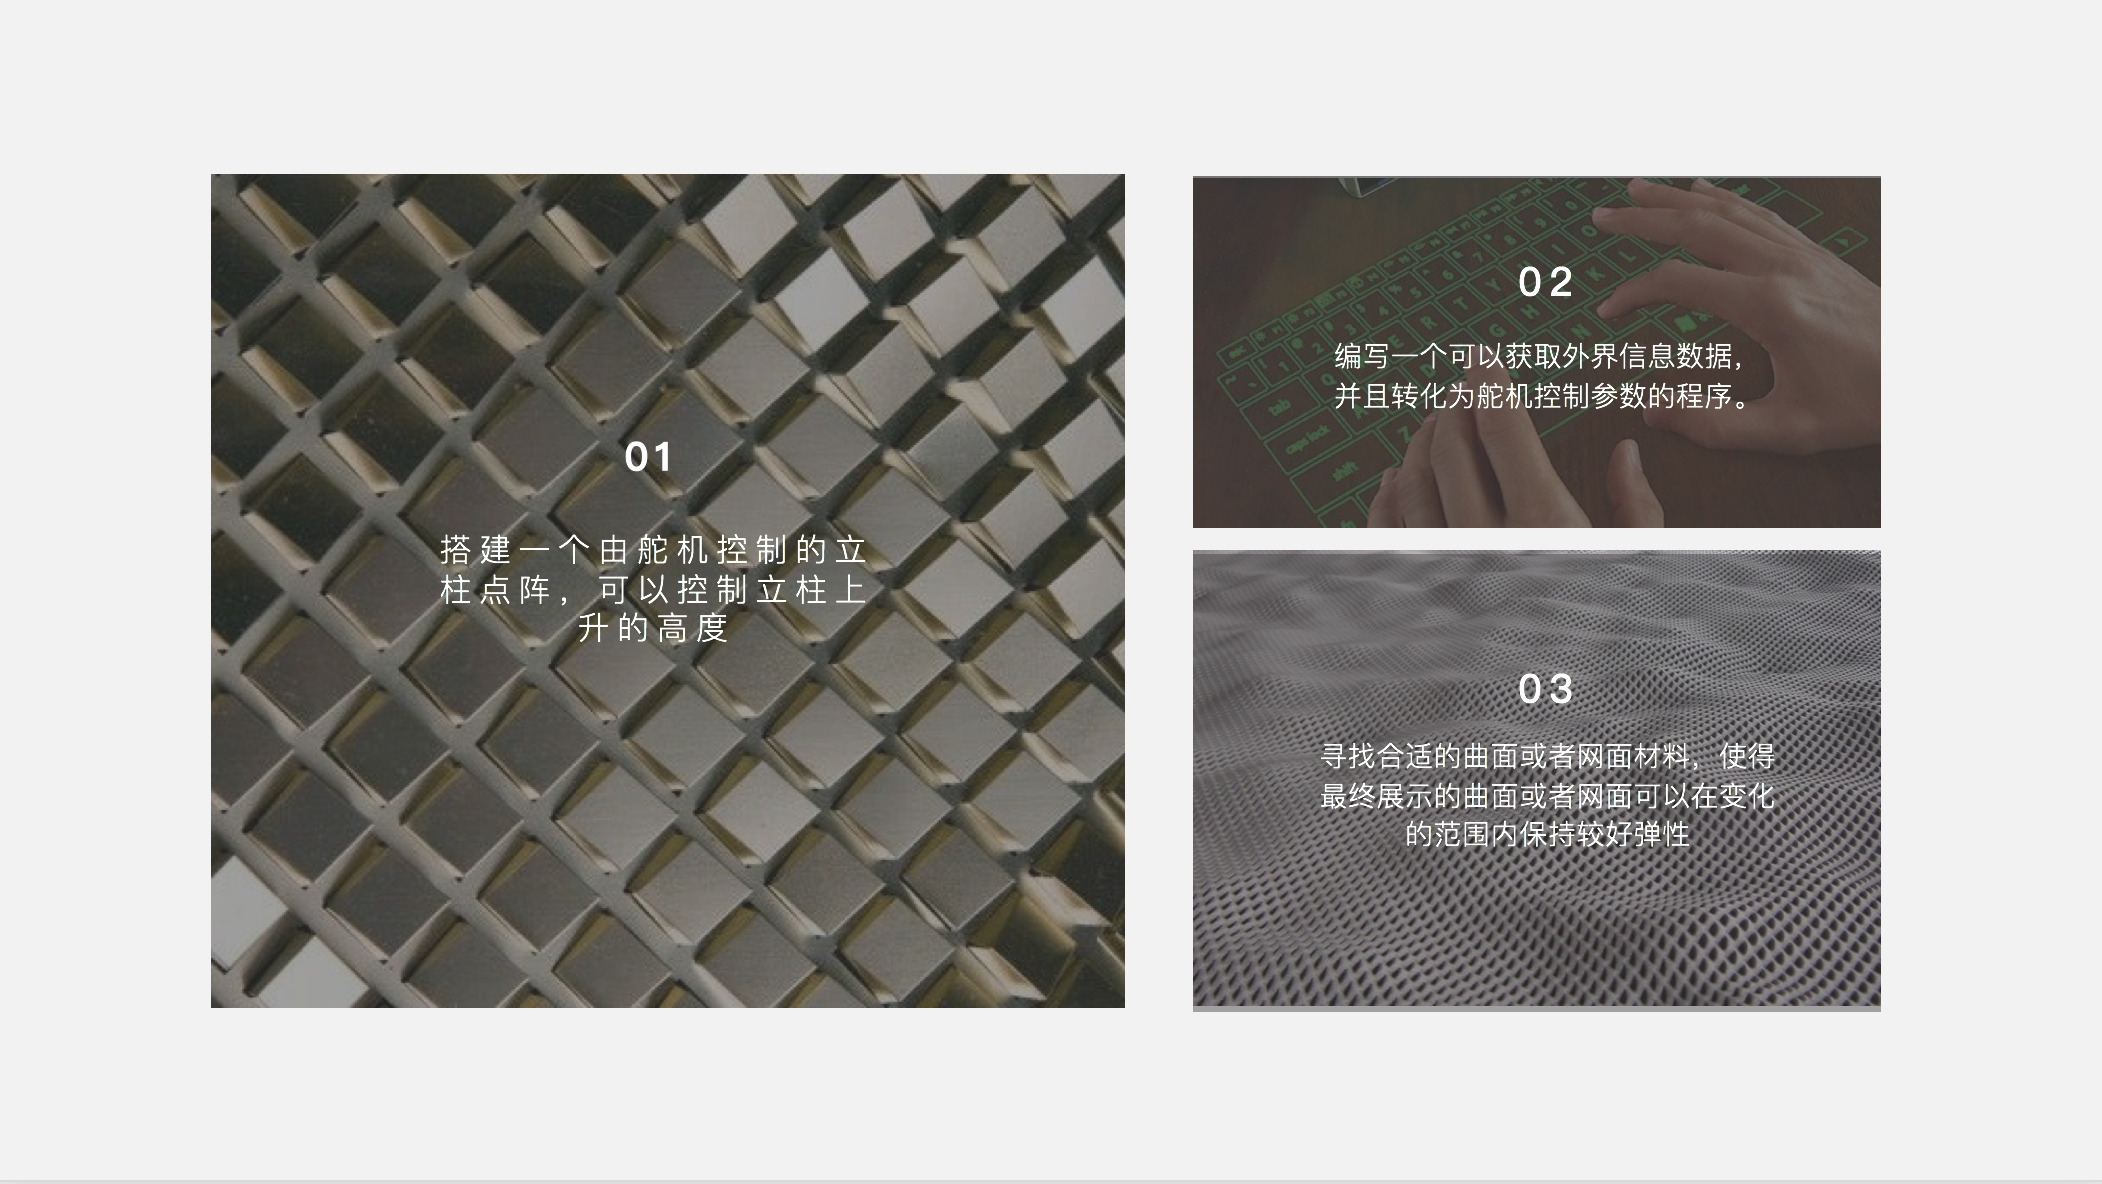 01
搭建一个由舵机控制的立
柱点阵，可以控制立柱上
升的高度
02
编写一个可以获取外界信息数据，
并且转化为舵机控制参数的程序。
03
寻找合适的曲面或者网面材料，使得
最终展示的曲面或者网面可以在变化
的范围内保持较好弹性